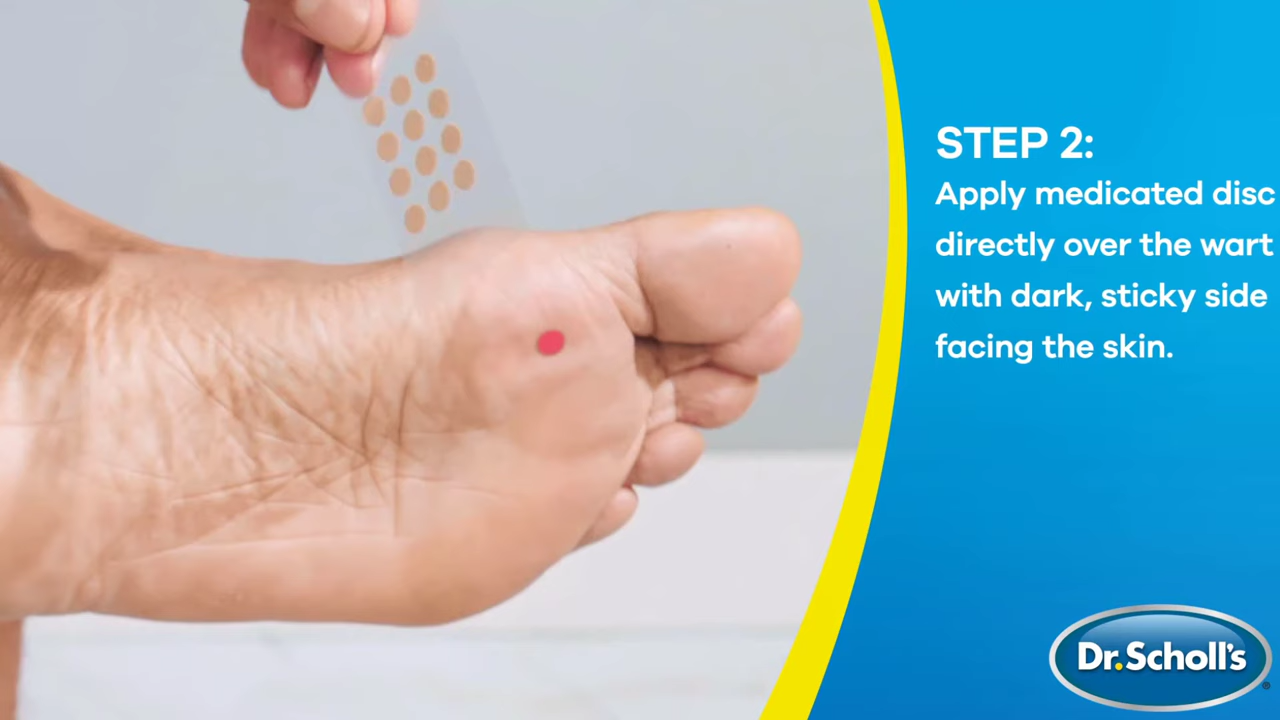 STEP 2:
Apply medicated disc
directly over the wart
with dark, sticky side
facing the skin.
Dr.Scholl's
®